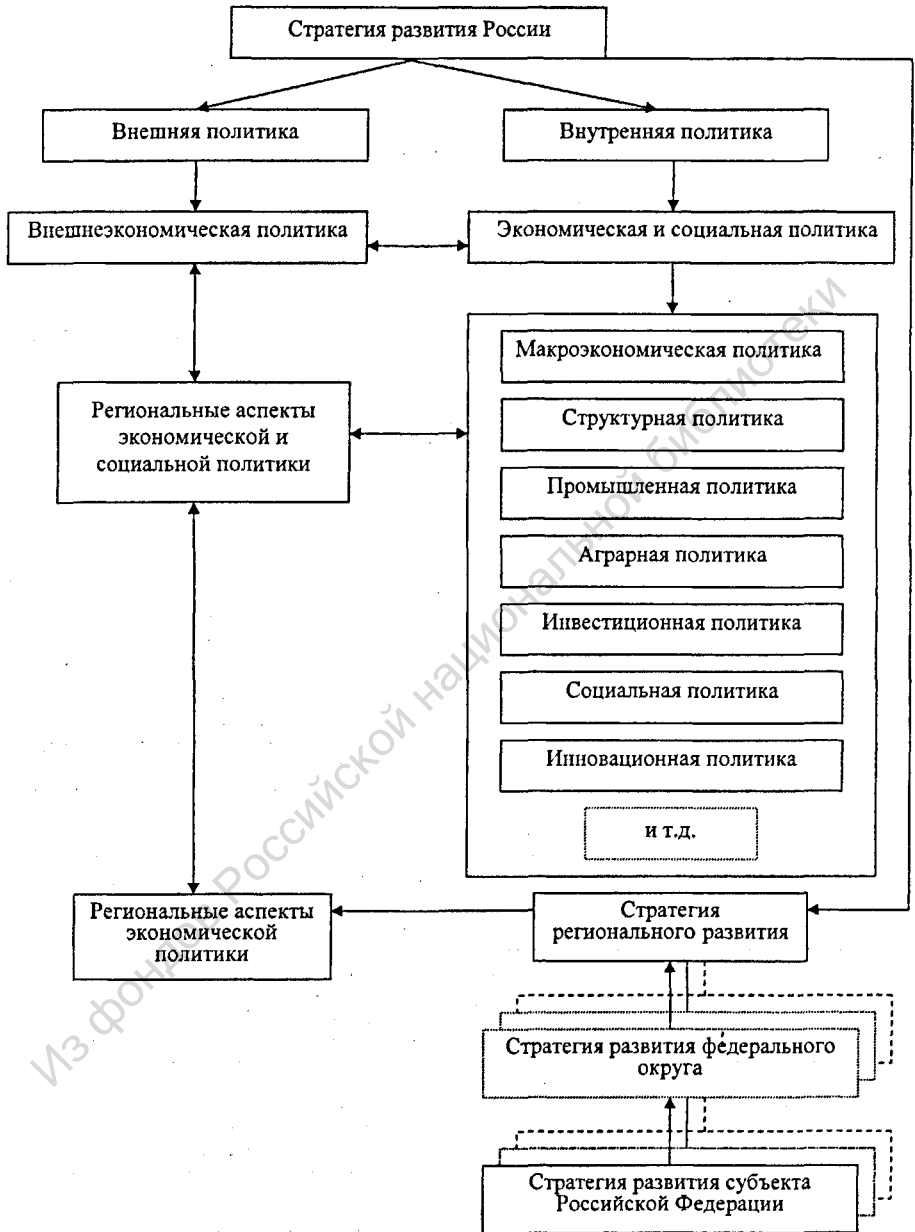 Стратегия развития России
Внешняя политика
Внутренняя политика
Внешнеэкономическая политика
Экономическая и социальная политика
Макроэкономическая политика
Региональные аспекты
экономической и
социальной политики
Структурная политика
Промышленная политика
Аграрная политика
Инвестиционная политика
Социальная политика
Инновационная политика
и т.д.
Региональные аспекты
экономической
политики
Стратегия
регионального развития
Стратегия развития федерального
округа
Стратегия развития субъекта
Российской Федерации
Из фондов Российской национальной библиотеки